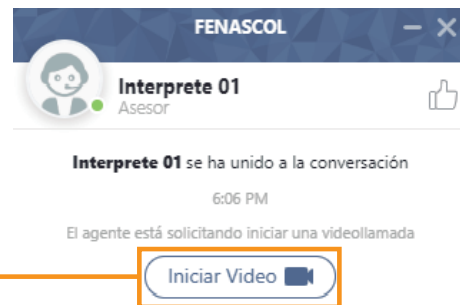 FENASCOL
Interprete 01
Asesor
Interprete 01 se ha unido a la conversación
6:06 PM
El agente está solicitando iniciar una videollamada
Iniciar Video